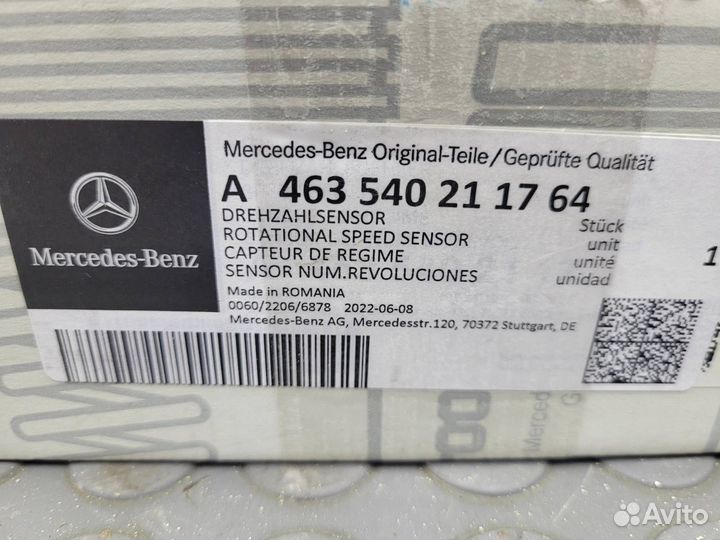 Mercedes-Benz
Mercedes-Benz Original-Teile/Geprüfte Qualität
A 463 540 21 17 64
DREHZAHLSENSOR
ROTATIONAL SPEED SENSOR
CAPTEUR DE REGIME
SENSOR NUM.REVOLUCIONES
Stück
unit
unité
unidad
1
Made in ROMANIA
0060/2206/6878 2022-06-08
Mercedes-Benz AG, Mercedesstr.120, 70372 Stuttgart, DE
Merced
Avito